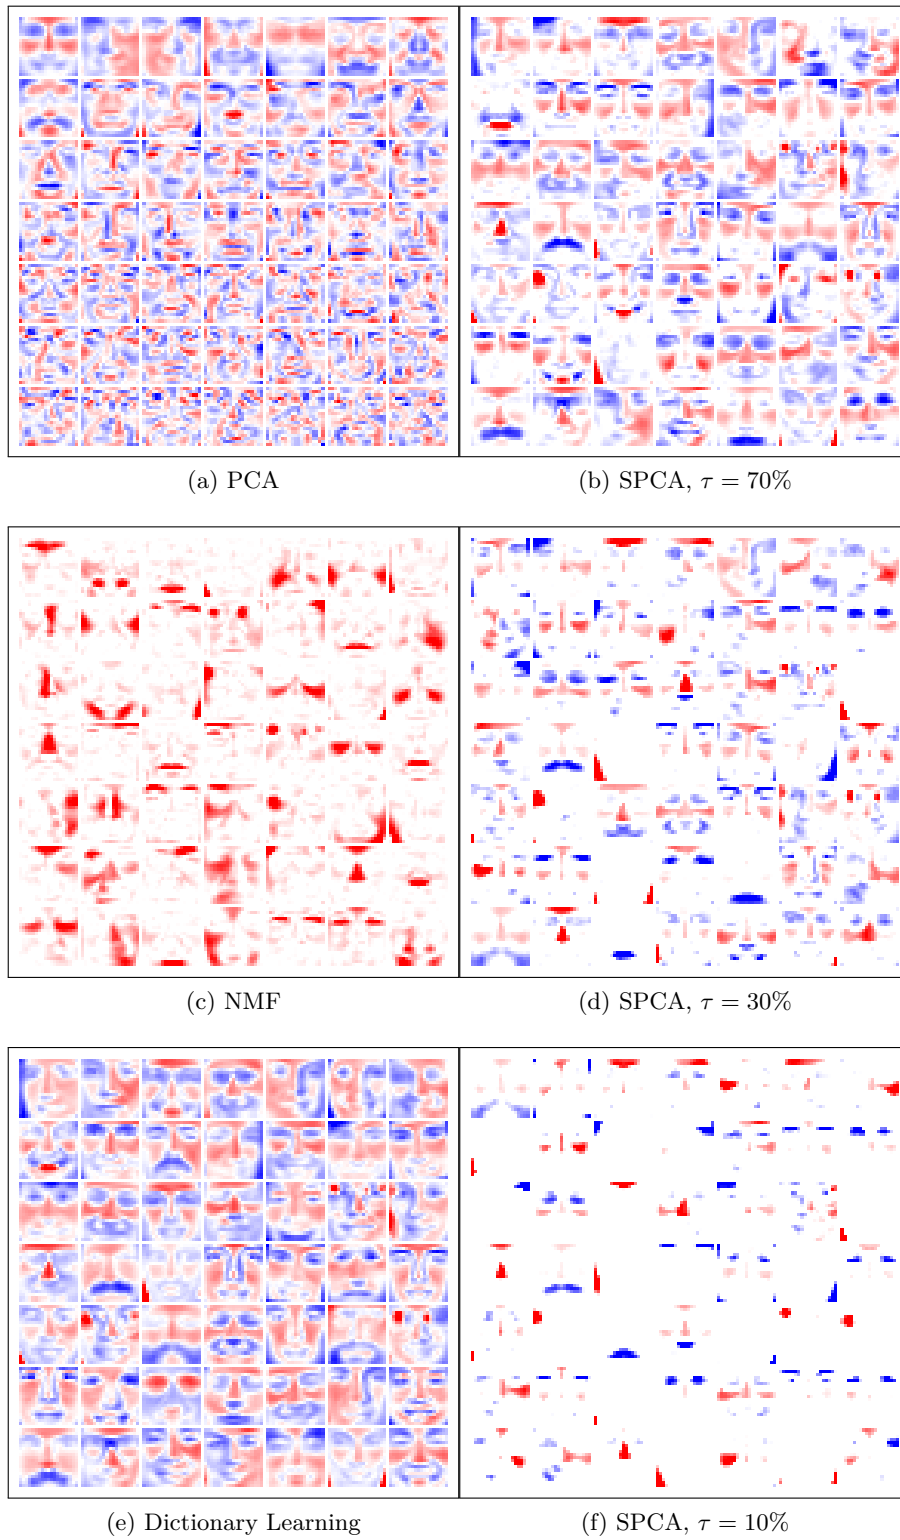 (a) PCA
(b) SPCA, τ = 70%
(c) NMF
(d) SPCA, τ = 30%
(e) Dictionary Learning
(f) SPCA, τ = 10%